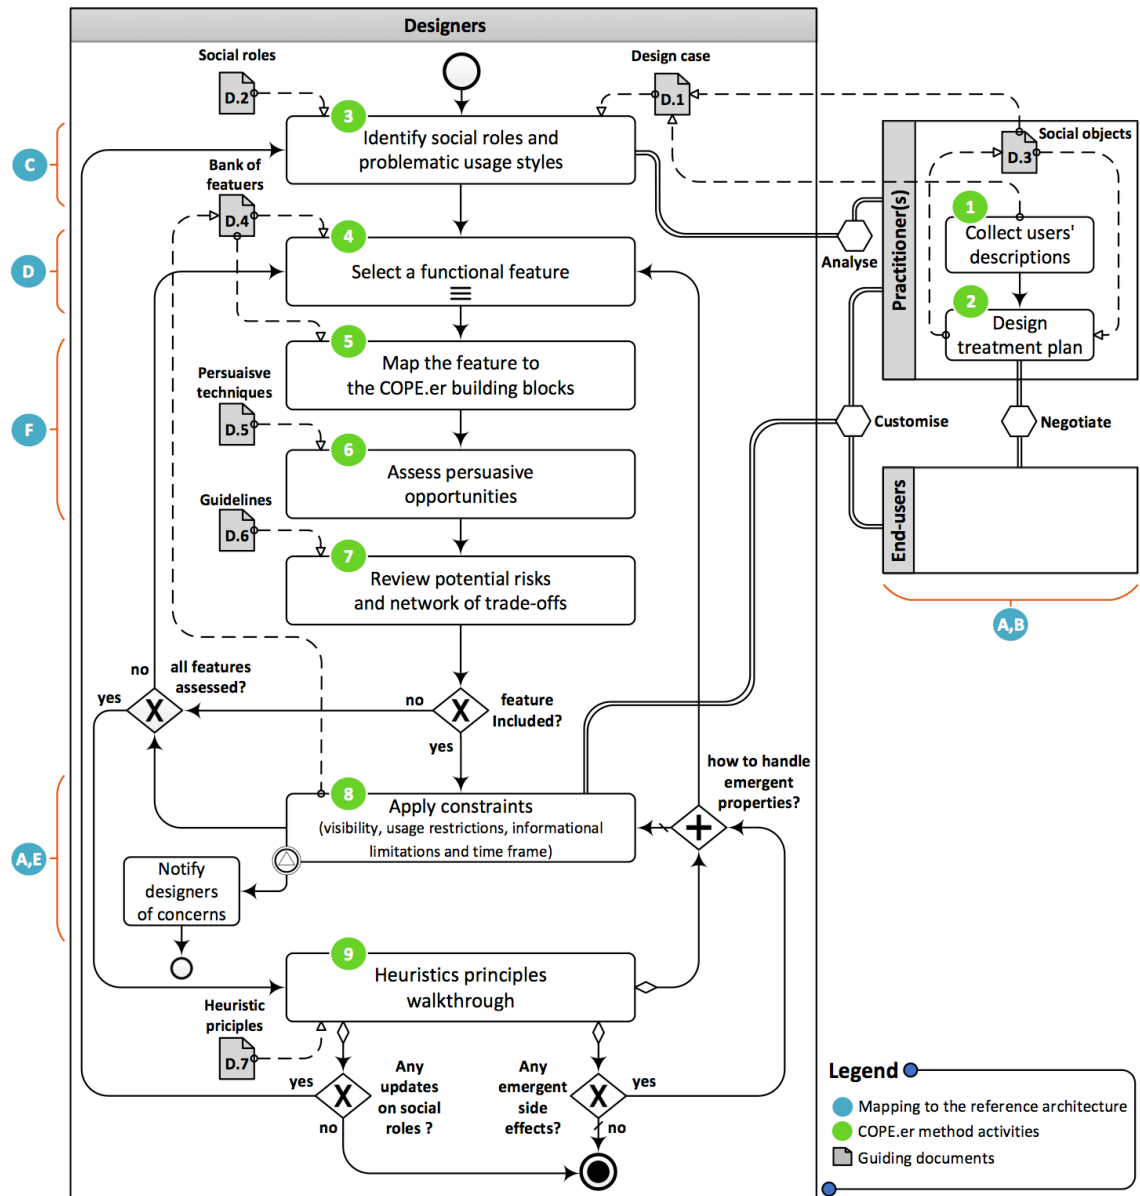 Designers
Social roles
D.2
Design case
D.1
3
Identify social roles and
problematic usage styles
C
Social objects
D.3
Practitioner(s)
1
Collect users'
descriptions
2
Design
treatment plan
Analyse
Bank of
featuers
D.4
4
Select a functional feature
D
5
Map the feature to
the COPE.er building blocks
Persuaisve
techniques
D.5
F
6
Assess persuasive
opportunities
Customise
Negotiate
End-users
A,B
Guidelines
D.6
7
Review potential risks
and network of trade-offs
no
all features
assessed?
yes
X
no
X
feature
Included?
yes
how to handle
emergent
properties?
8
Apply constraints
(visibility, usage restrictions, informational
limitations and time frame)
A,E
Notify
designers
of concerns
9
Heuristics principles
walkthrough
Heuristic
priciples
D.7
yes
X
Any
updates
on social
roles ?
no
Any
emergent
side
effects?
X
yes
no
Legend
Mapping to the reference architecture
COPE.er method activities
Guiding documents